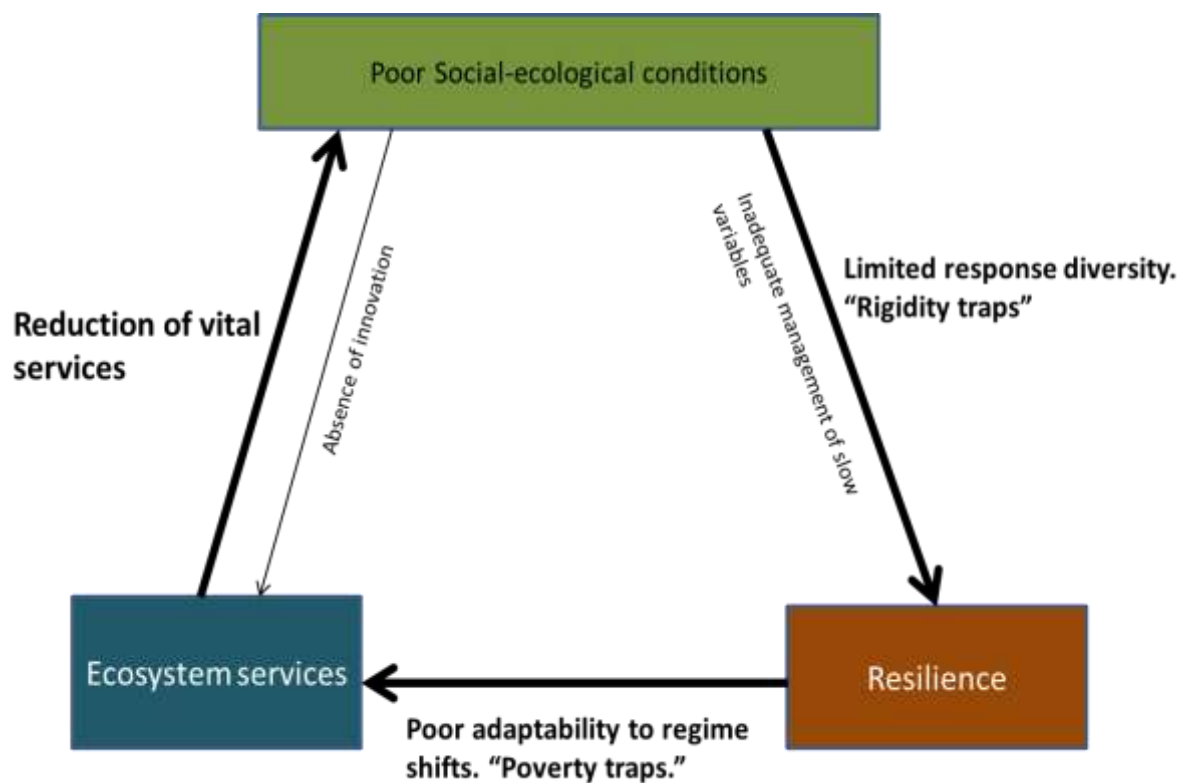 Poor Social-ecological conditions
Reduction of vital
services
Absence of innovation
Inadequate management of slow
variables
Limited response diversity.
“Rigidity traps”
Ecosystem services
Resilience
Poor adaptability to regime
shifts. “Poverty traps.”